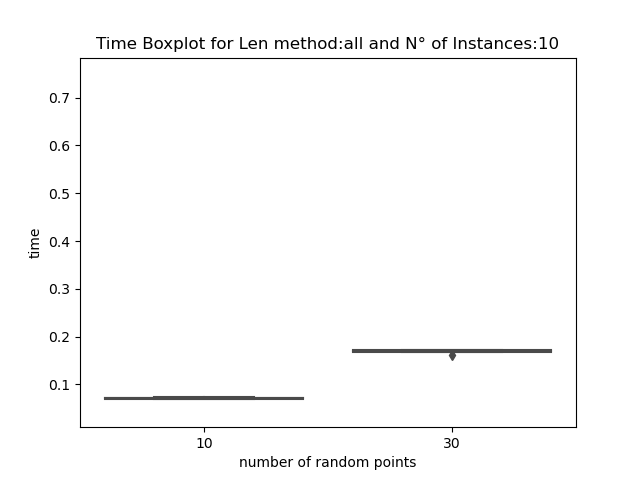 Time Boxplot for Len method:all and N° of Instances:10
0.7
0.6
0.5
0.4
0.3
0.2
0.1
time
10 30
number of random points